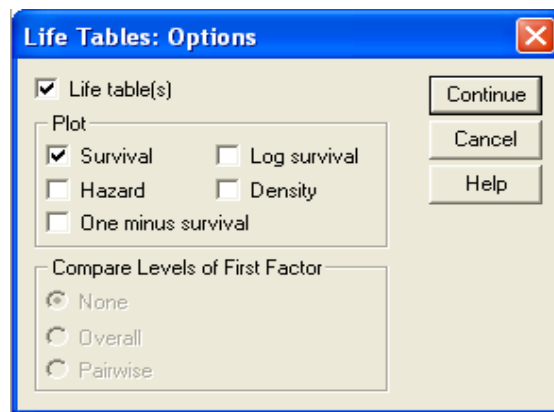 Life Tables: Options
Life table(s)
Continue
Plot
Cancel
Survival
Log survival
Help
Hazard
Density
One minus survival
Compare Levels of First Factor
None
Overall
Pairwise